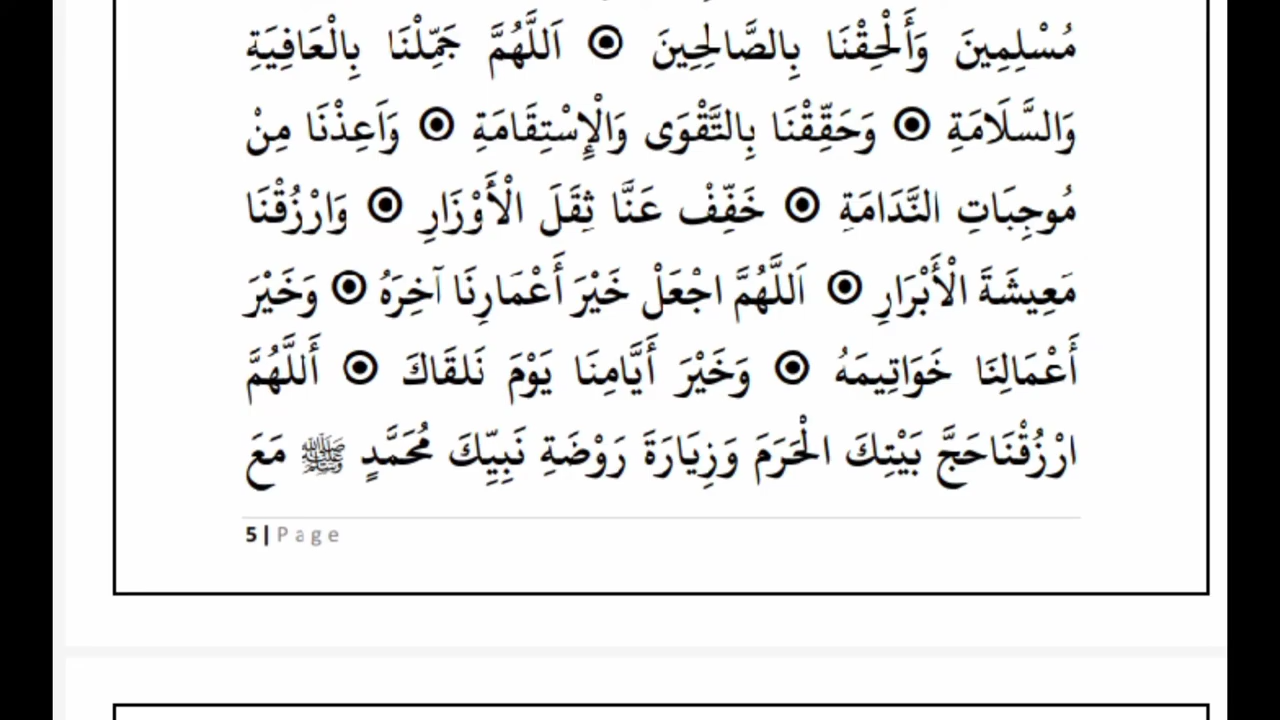 مُسْلِمِينَ وَأَلْحِقْنَا بِالصَّالِحِينَ ۞ اَللَّهُمَّ جَمِّلْنَا بِالْعَافِيَةِ
وَالسَّلَامَةِ ۞ وَحَقِّقْنَا بِالتَّقْوَى وَالْإِسْتِقَامَةِ ۞ وَاَعِذْنَا مِنْ
مُوجِبَاتِ النَّدَامَةِ ۞ خَفِّفْ عَنَّا ثِقَلَ الْأَوْزَارِ ۞ وَارْزُقْنَا
مَعِيشَةَ الْأَبْرَارِ ۞ اَللَّهُمَّ اجْعَلْ خَيْرَ أَعْمَارِنَا آخِرَهُ ۞ وَخَيْرَ
أَعْمَالِنَا خَوَاتِيمَهُ ۞ وَخَيْرَ أَيَّامِنَا يَوْمَ نَلقَاكَ ۞ أَللَّهُمَّ
ارْزُقْنَاحَجَّ بَيْتِكَ الْحَرَمَ وَزِيَارَةَ رَوْضَةِ نَبِيِّكَ مُحَمَّدٍ ﷺ مَعَ
5 | Page